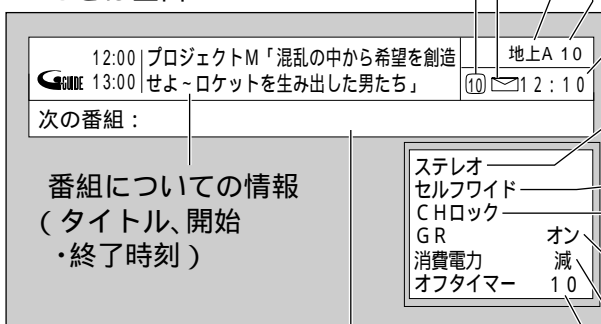 12:00 プロジェクトM「混乱の中から希望を創造
G GUIDE 13:00 せよ~ロケットを生み出した男たち」
地上A 10
10 12:10
次の番組:
番組についての情報
(タイトル、開始
・終了時刻)
ステレオ
セルフワイド
CHロック
GR オン
消費電力 減
オフタイマー 10